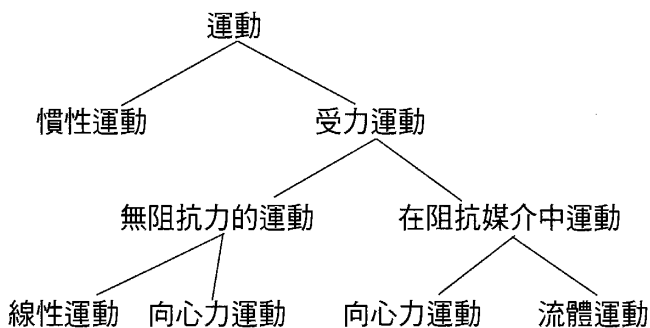 運動
慣性運動 受力運動
無阻抗力的運動 在阻抗媒介中運動
線性運動 向心力運動 向心力運動 流體運動